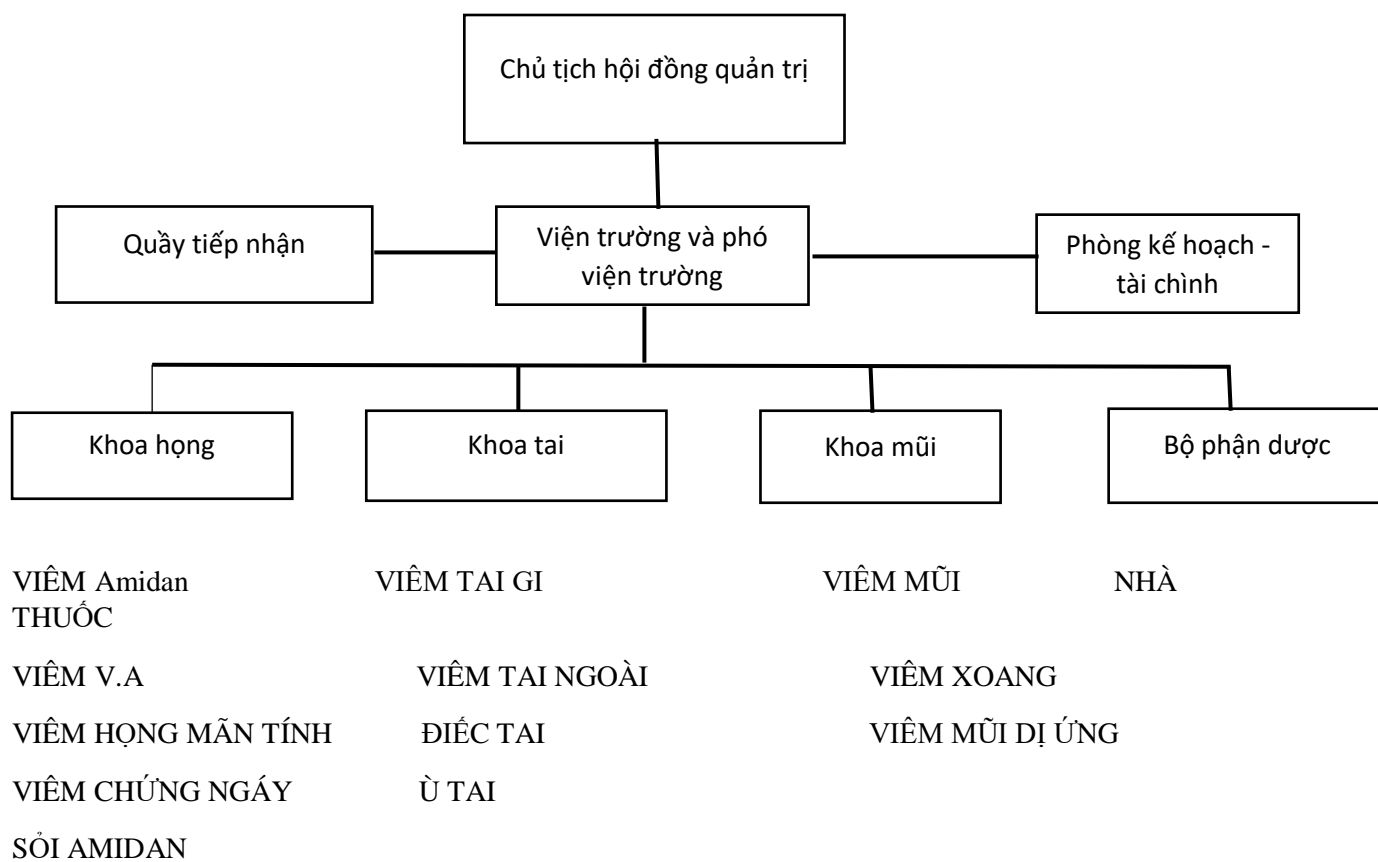 Chủ tịch hội đồng quản trị
Quầy tiếp nhận
Viện trường và phó
viện trường
Phòng kế hoạch -
tài chình
Khoa họng
Khoa tai
Khoa mũi
Bộ phận dược
VIÊM Amidan VIÊM TAI GI VIÊM MŨI NHÀ
THUỐC
VIÊM V.A VIÊM TAI NGOÀI VIÊM XOANG
VIÊM HỌNG MÃN TÍNH ĐIẾC TAI VIÊM MŨI DỊ ỨNG
VIÊM CHỨNG NGÁY Ù TAI
SỎI AMIDAN